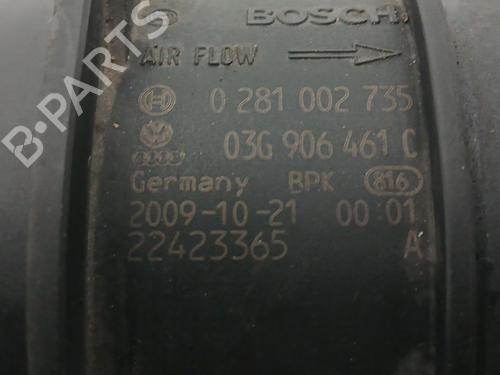 BOSCH
AIR FLOW
0 281 002 735
03G 906 461 C
Germany BPK 816
2009-10-21 00:01
22423365 A
B-PARTS